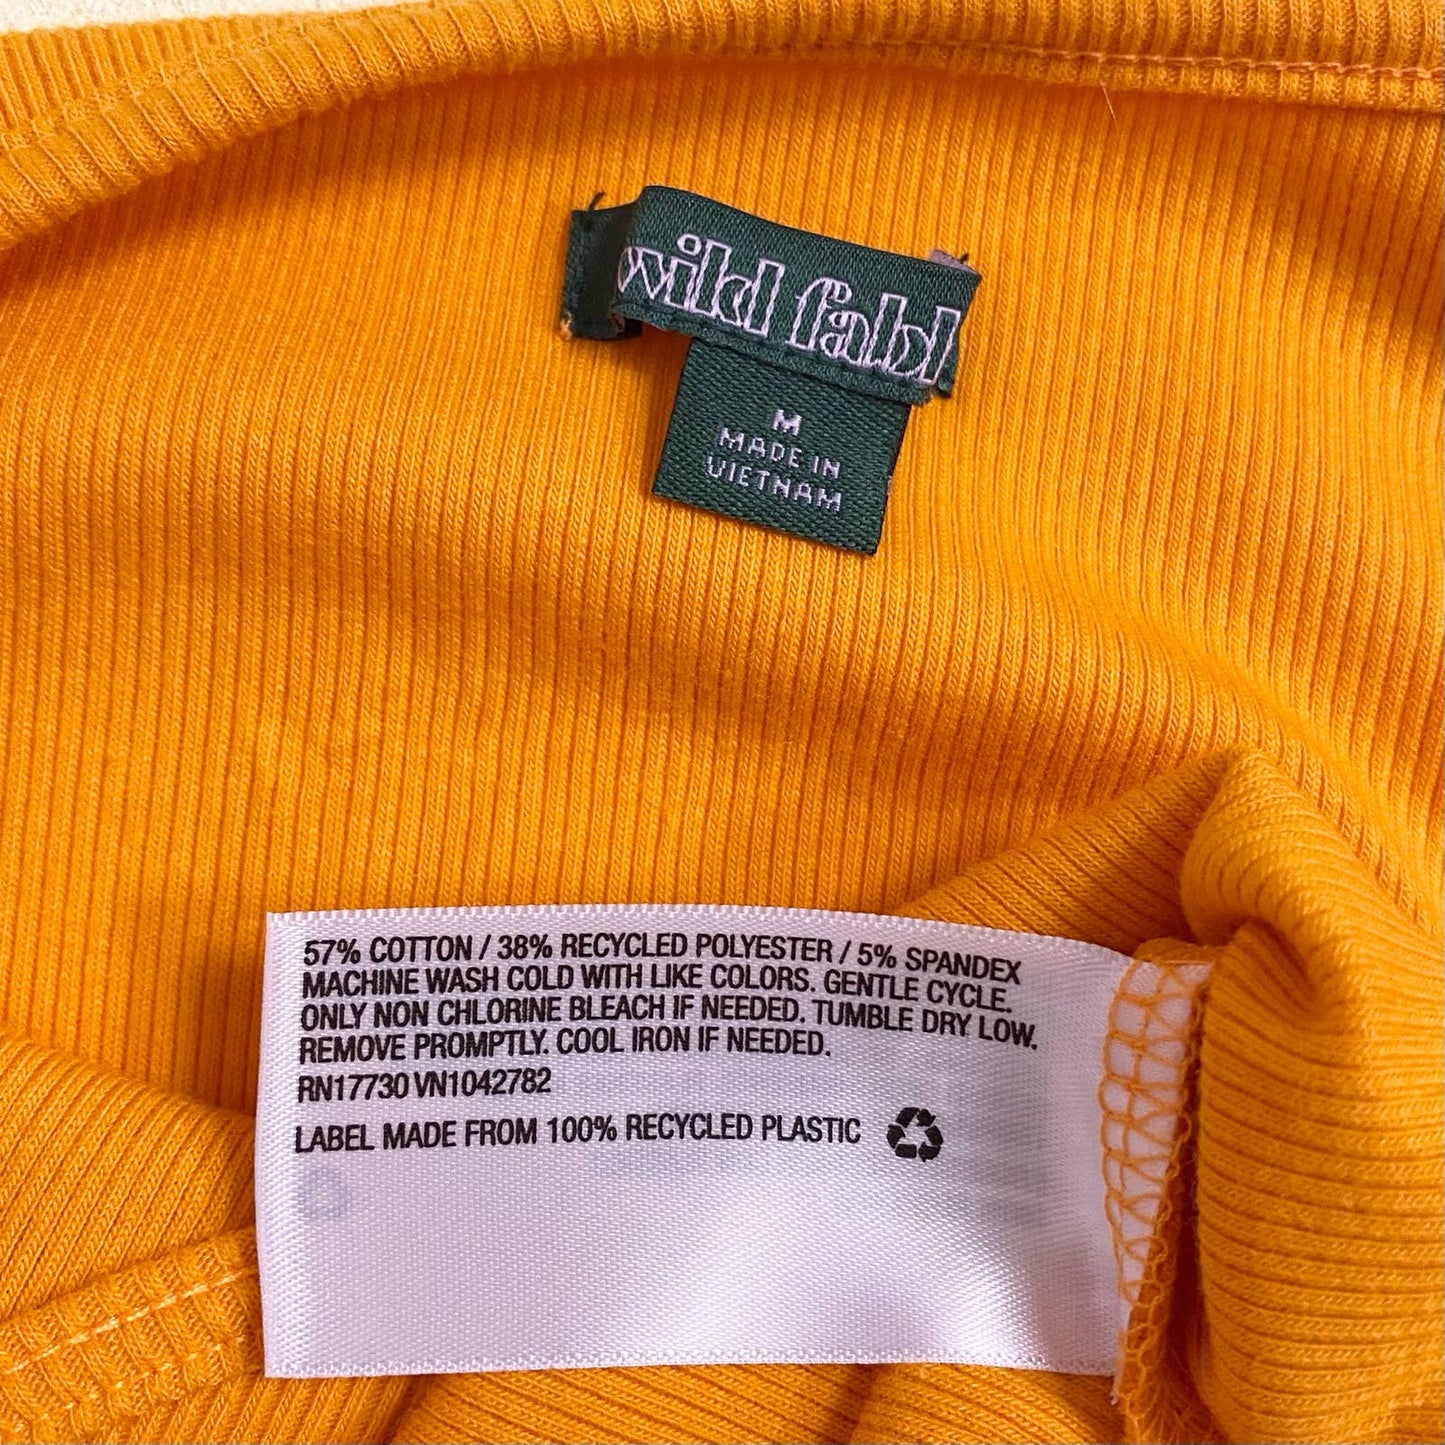 wild fabl
M
MADE IN
VIETNAM
57% COTTON / 38% RECYCLED POLYESTER / 5% SPANDEX
MACHINE WASH COLD WITH LIKE COLORS. GENTLE CYCLE.
ONLY NON CHLORINE BLEACH IF NEEDED. TUMBLE DRY LOW.
REMOVE PROMPTLY. COOL IRON IF NEEDED.
RN17730 VN1042782
LABEL MADE FROM 100% RECYCLED PLASTIC